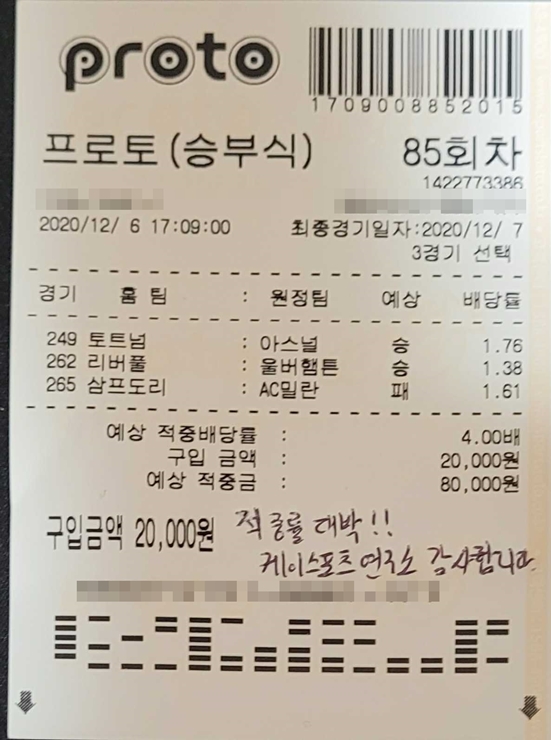 proto
1709008852015
프로토(승부식) 85회차
1422773386
2020/12/ 6 17:09:00 최종경기일자:2020/12/ 7
3경기 선택
경기 홈 팀 : 원정팀 예상 배당률
249 토트넘 : 아스널 승 1.76
262 리버풀 : 울버햄튼 승 1.38
265 삼프도리 : AC밀란 패 1.61
예상 적중배당률 : 4.00배
구입 금액 : 20,000원
예상 적중금 : 80,000원
구입금액 20,000원
적중률 대박!!
케이스포츠연구소 감사합니다.